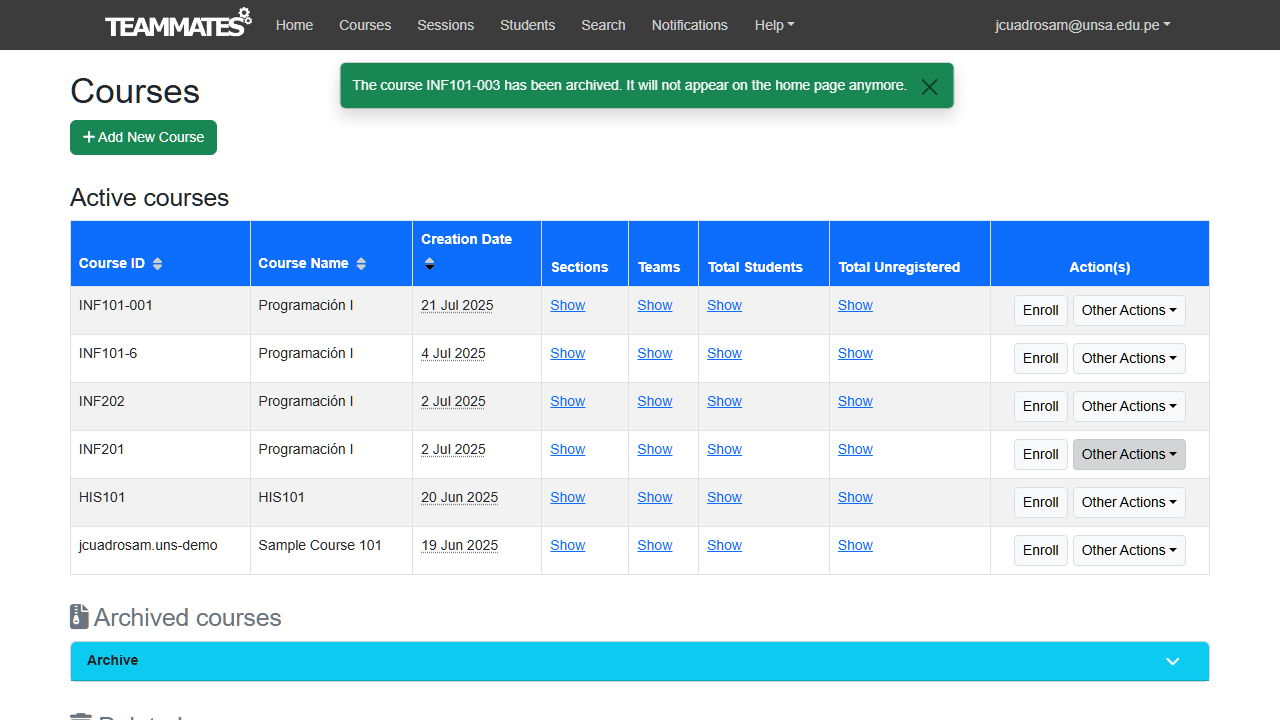 TEAMMATES Home Courses Sessions Students Search Notifications Help jcuadrosam@unsa.edu.pe
Courses
The course INF101-003 has been archived. It will not appear on the home page anymore.
Add New Course
Active courses
Course ID Course Name Creation Date Sections Teams Total Students Total Unregistered Action(s)
INF101-001 Programación I 21 Jul 2025 Show Show Show Show Enroll Other Actions
INF101-6 Programación I 4 Jul 2025 Show Show Show Show Enroll Other Actions
INF202 Programación I 2 Jul 2025 Show Show Show Show Enroll Other Actions
INF201 Programación I 2 Jul 2025 Show Show Show Show Enroll Other Actions
HIS101 HIS101 20 Jun 2025 Show Show Show Show Enroll Other Actions
jcuadrosam.uns-demo Sample Course 101 19 Jun 2025 Show Show Show Show Enroll Other Actions
Archived courses
Archive